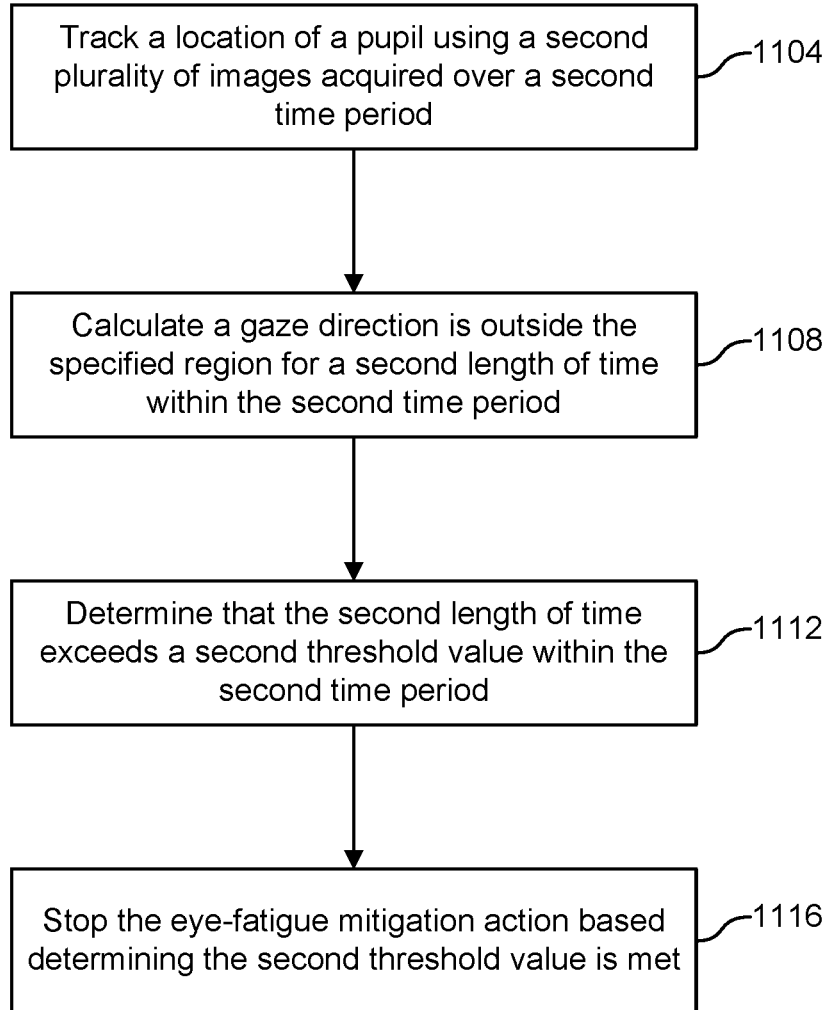 Track a location of a pupil using a second
plurality of images acquired over a second
time period
1104
Calculate a gaze direction is outside the
specified region for a second length of time
within the second time period
1108
Determine that the second length of time
exceeds a second threshold value within the
second time period
1112
Stop the eye-fatigue mitigation action based
determining the second threshold value is met
1116